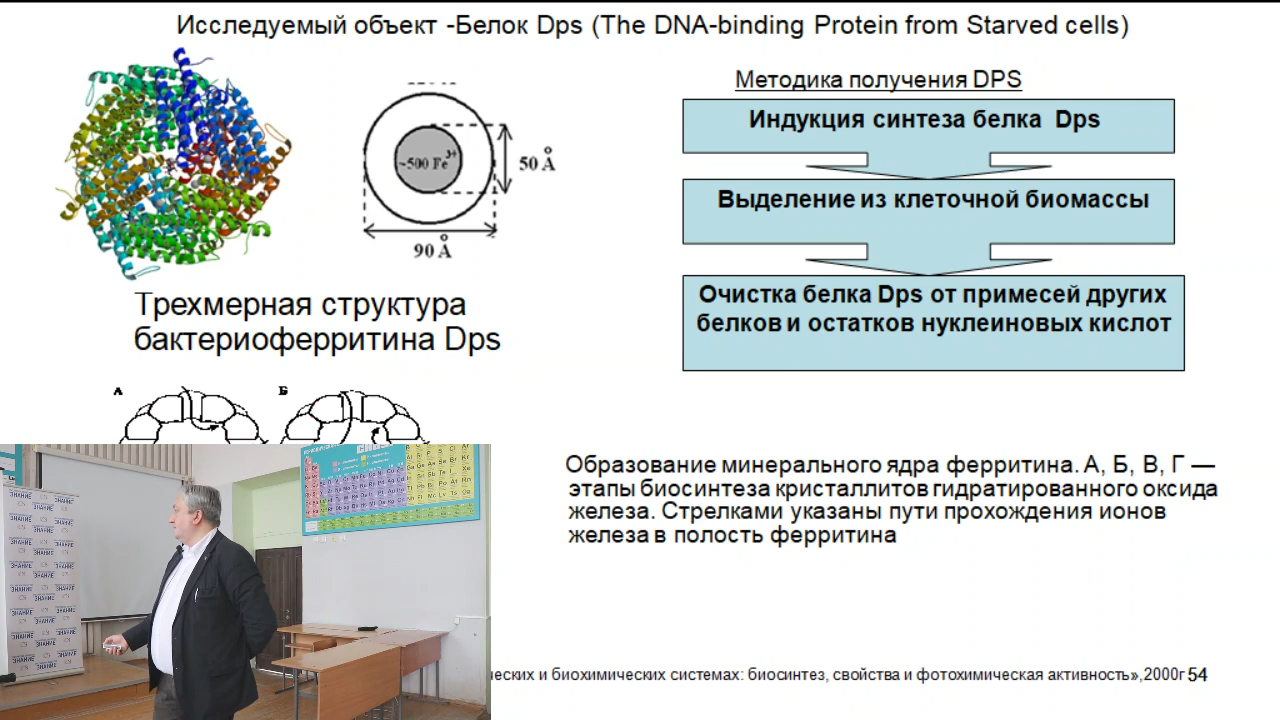 Исследуемый объект -Белок Dps (The DNA-binding Protein from Starved cells)
~500 Fe³⁺
50 Å
90 Å
Трехмерная структура
бактериоферритина Dps
Методика получения DPS
Индукция синтеза белка Dps
Выделение из клеточной биомассы
Очистка белка Dps от примесей других
белков и остатков нуклеиновых кислот
А
Б
Образование минерального ядра ферритина. А, Б, В, Г —
этапы биосинтеза кристаллитов гидратированного оксида
железа. Стрелками указаны пути прохождения ионов
железа в полость ферритина
ЗНАНИЕ
ческих и биохимических системах: биосинтез, свойства и фотохимическая активность»,2000г 54